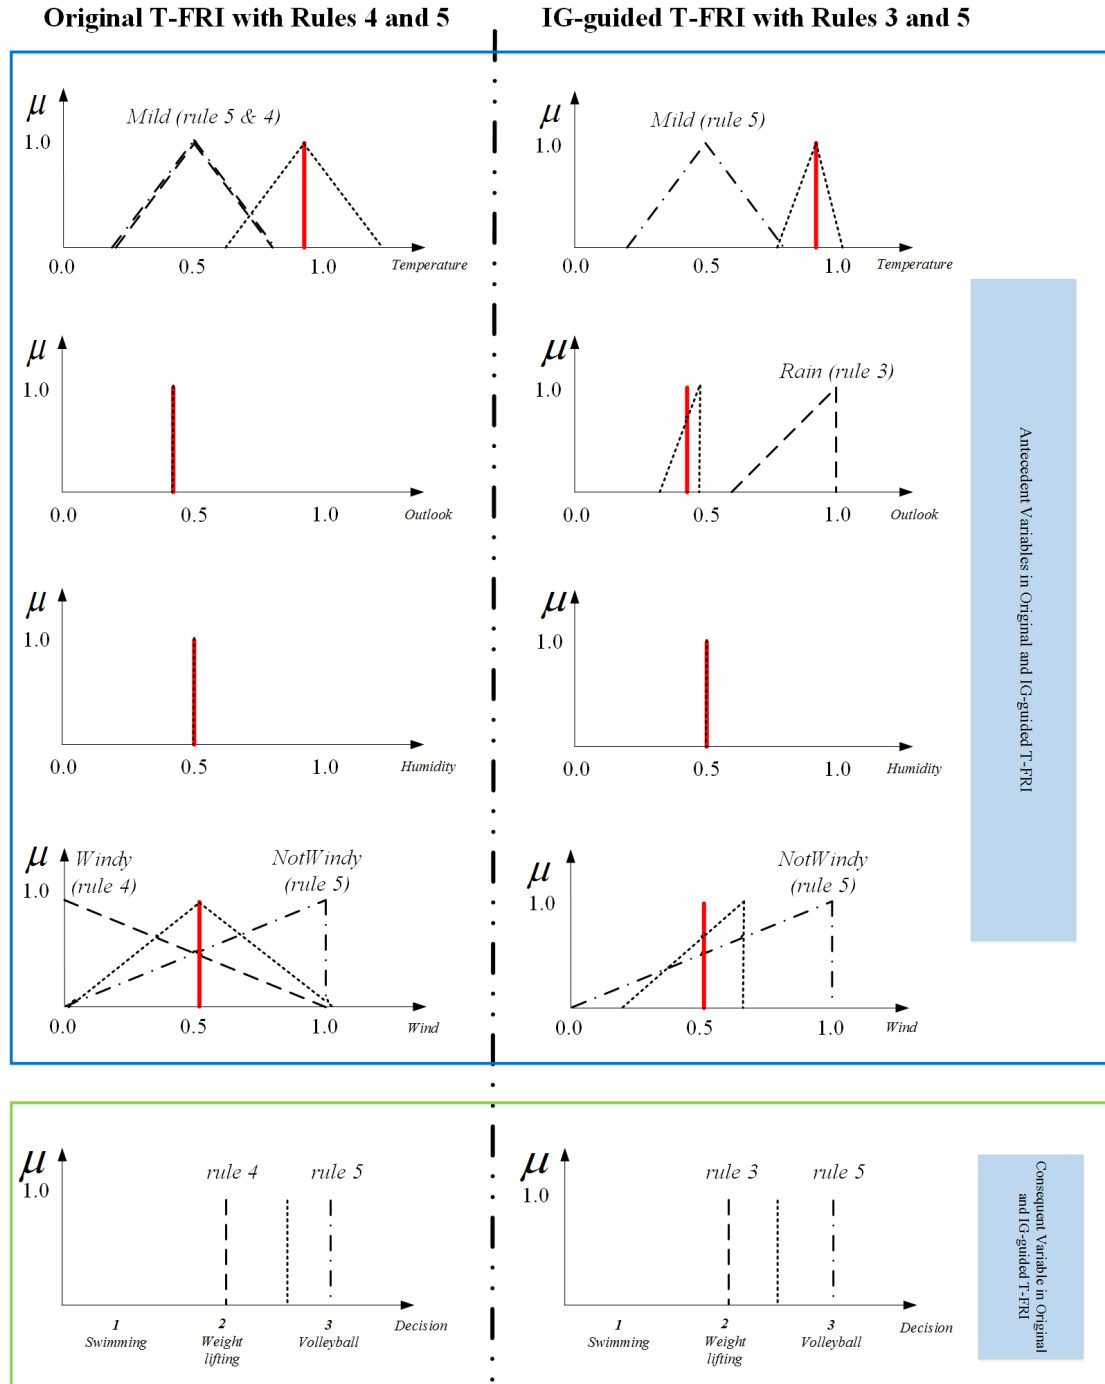 Original T-FRI with Rules 4 and 5
IG-guided T-FRI with Rules 3 and 5
μ
Mild (rule 5 & 4)
1.0
0.0
0.5
1.0
Temperature
μ
Mild (rule 5)
1.0
0.0
0.5
1.0
Temperature
μ
1.0
0.0
0.5
1.0
Outlook
μ
1.0
Rain (rule 3)
0.0
0.5
1.0
Outlook
μ
1.0
0.0
0.5
1.0
Humidity
μ
1.0
0.0
0.5
1.0
Humidity
μ
Windy
(rule 4)
NotWindy
(rule 5)
1.0
0.0
0.5
1.0
Wind
μ
NotWindy
(rule 5)
1.0
0.0
0.5
1.0
Wind
Antecedent Variables in Original and IG-guided T-FRI
μ
1.0
rule 4
rule 5
1
Swimming
2
Weight
lifting
3
Volleyball
Decision
μ
1.0
rule 3
rule 5
1
Swimming
2
Weight
lifting
3
Volleyball
Decision
Consequent Variable in Original
and IG-guided T-FRI